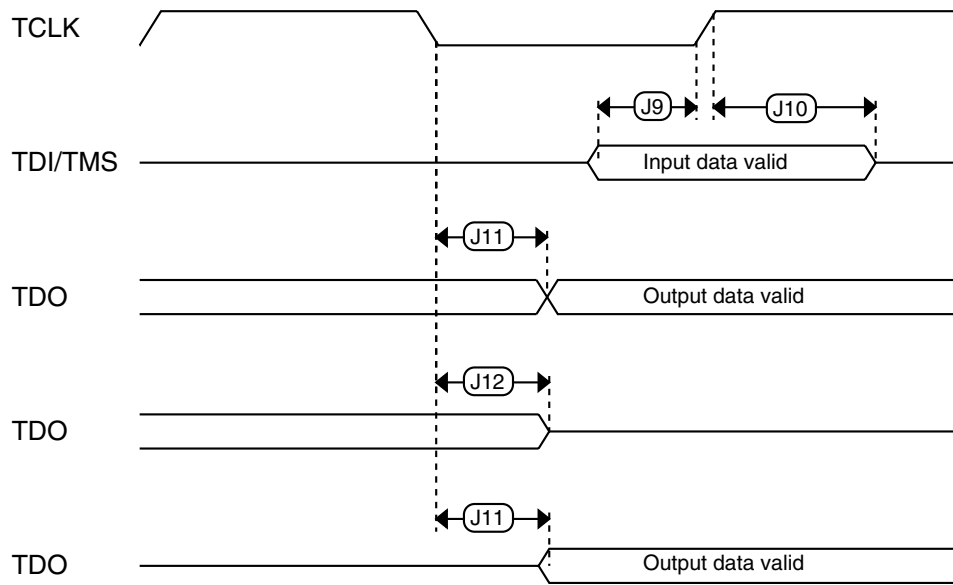 TCLK
J9
J10
TDI/TMS
Input data valid
J11
TDO
Output data valid
J12
TDO
J11
TDO
Output data valid